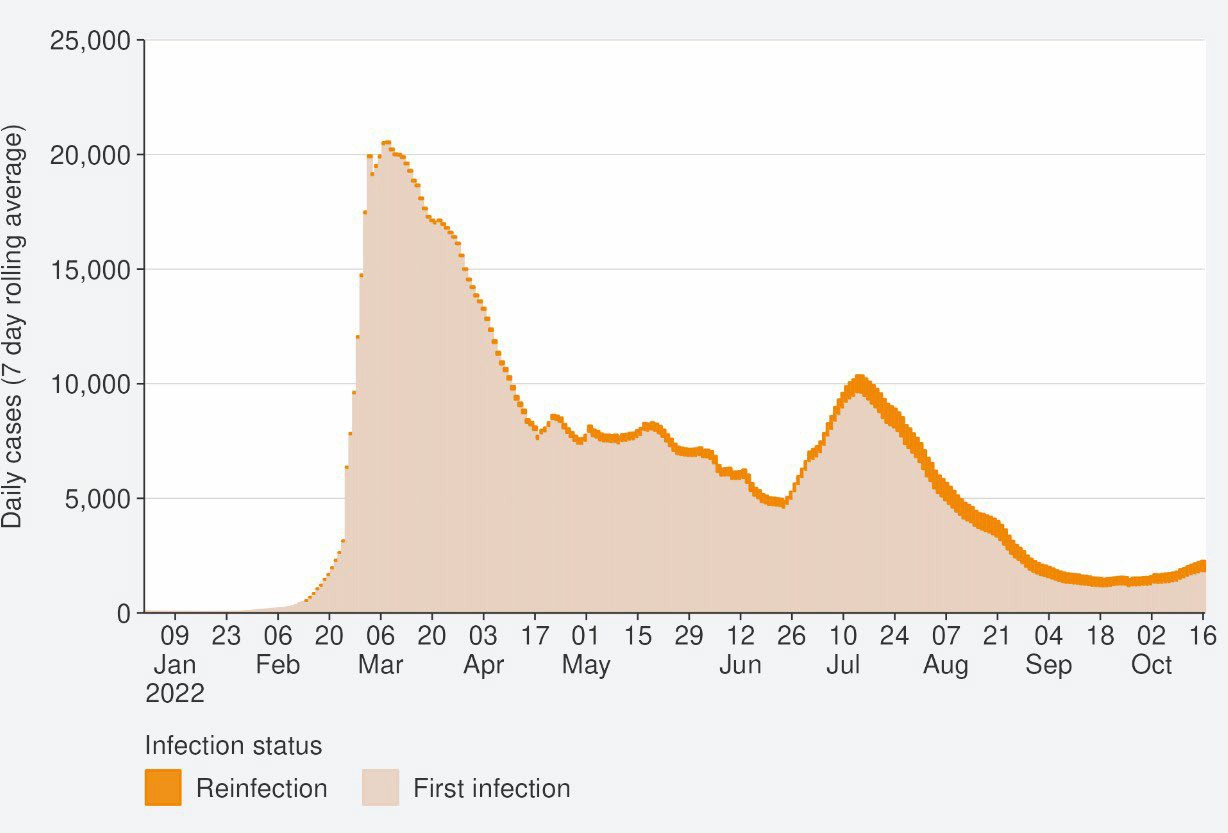 Daily cases (7 day rolling average)
25,000
20,000
15,000
10,000
5,000
0
09 23 06 20 06 20 03 17 01 15 29 12 26 10 24 07 21 04 18 02 16
Jan Feb Mar Apr May Jun Jul Aug Sep Oct
2022
Infection status
Reinfection First infection